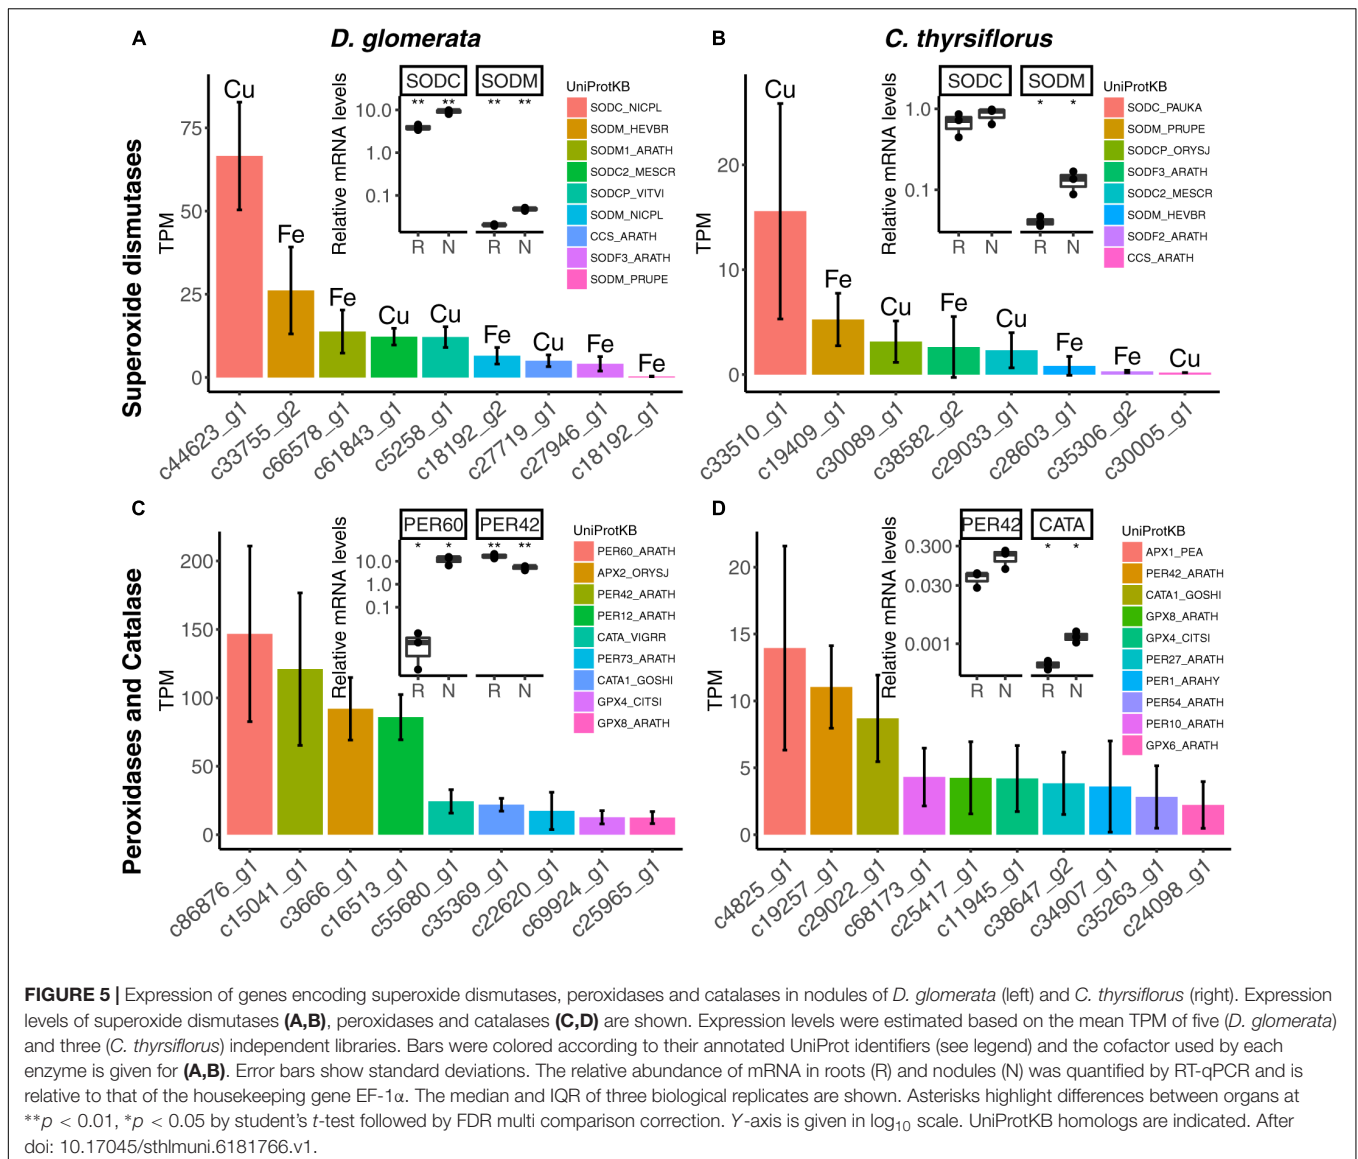 A
D. glomerata
B
C. thyrsiflorus
Superoxide dismutases
TPM
75
50
25
0
Cu
Fe
Fe
Cu
Cu
Fe
Cu
Fe
Fe
c44623_g1
c33755_g2
c66578_g1
c61843_g1
c5258_g1
c18192_g2
c27719_g1
c27946_g1
c18192_g1
Relative mRNA levels
SODC SODM
** ** ** **
10.0
1.0
0.1
R N R N
UniProtKB
SODC_NICPL
SODM_HEVBR
SODM1_ARATH
SODC2_MESCR
SODCP_VITVI
SODM_NICPL
CCS_ARATH
SODF3_ARATH
SODM_PRUPE
TPM
20
10
0
Cu
Fe
Cu
Fe
Cu
Fe
Fe
Cu
c33510_g1
c19409_g1
c30089_g1
c38582_g2
c29033_g1
c28603_g1
c35306_g2
c30005_g1
Relative mRNA levels
SODC SODM
* *
1.0
0.1
R N R N
UniProtKB
SODC_PAUKA
SODM_PRUPE
SODCP_ORYSJ
SODF3_ARATH
SODC2_MESCR
SODM_HEVBR
SODF2_ARATH
CCS_ARATH
C
D
Peroxidases and Catalase
TPM
200
150
100
50
0
c86876_g1
c15041_g1
c3666_g1
c16513_g1
c55680_g1
c35369_g1
c22620_g1
c69924_g1
c25965_g1
Relative mRNA levels
PER60 PER42
* * ** **
10.0
1.0
0.1
R N R N
UniProtKB
PER60_ARATH
APX2_ORYSJ
PER42_ARATH
PER12_ARATH
CATA_VIGRR
PER73_ARATH
CATA1_GOSHI
GPX4_CITSI
GPX8_ARATH
TPM
20
15
10
5
0
c4825_g1
c19257_g1
c29022_g1
c68173_g1
c25417_g1
c11945_g1
c38647_g2
c34907_g1
c35263_g1
c24098_g1
Relative mRNA levels
PER42 CATA
* *
0.300
0.030
0.001
R N R N
UniProtKB
APX1_PEA
PER42_ARATH
CATA1_GOSHI
GPX8_ARATH
GPX4_CITSI
PER27_ARATH
PER1_ARAHY
PER54_ARATH
PER10_ARATH
GPX6_ARATH
FIGURE 5 | Expression of genes encoding superoxide dismutases, peroxidases and catalases in nodules of D. glomerata (left) and C. thyrsiflorus (right). Expression
levels of superoxide dismutases (A,B), peroxidases and catalases (C,D) are shown. Expression levels were estimated based on the mean TPM of five (D. glomerata)
and three (C. thyrsiflorus) independent libraries. Bars were colored according to their annotated UniProt identifiers (see legend) and the cofactor used by each
enzyme is given for (A,B). Error bars show standard deviations. The relative abundance of mRNA in roots (R) and nodules (N) was quantified by RT-qPCR and is
relative to that of the housekeeping gene EF-1α. The median and IQR of three biological replicates are shown. Asterisks highlight differences between organs at
**p < 0.01, *p < 0.05 by student's t-test followed by FDR multi comparison correction. Y-axis is given in log10 scale. UniProtKB homologs are indicated. After
doi: 10.17045/sthlmuni.6181766.v1.